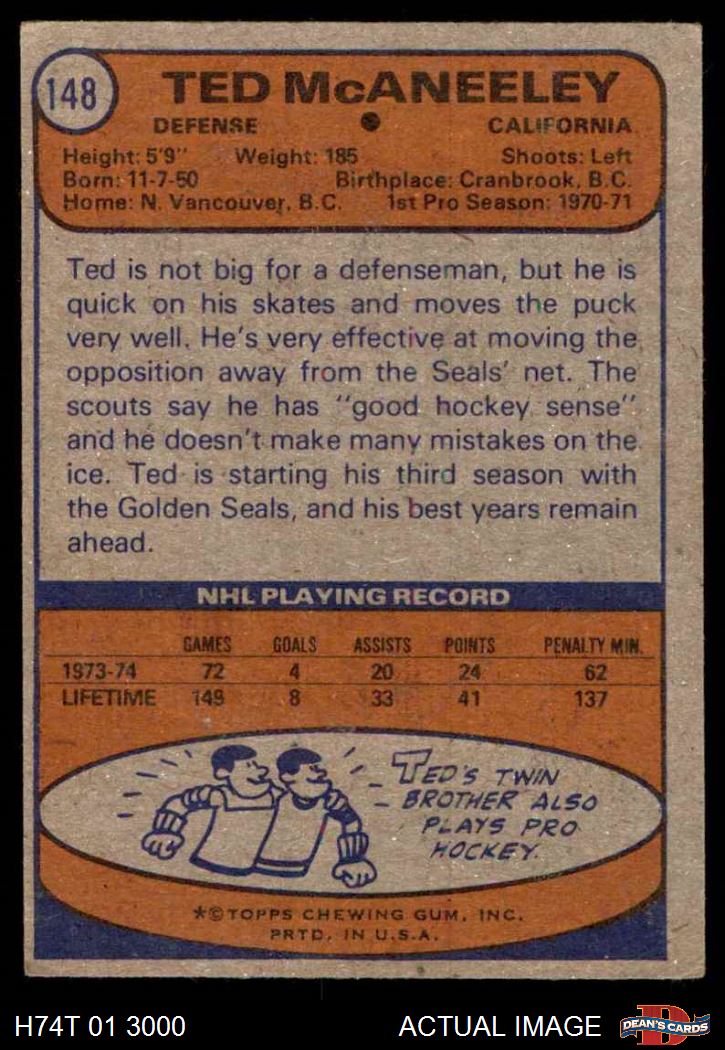 148
TED McANEELEY
DEFENSE CALIFORNIA
Height: 5'9" Weight: 185 Shoots: Left
Born: 11-7-50 Birthplace: Cranbrook, B.C.
Home: N. Vancouver, B.C. 1st Pro Season: 1970-71
Ted is not big for a defenseman, but he is
quick on his skates and moves the puck
very well. He's very effective at moving the
opposition away from the Seals' net. The
scouts say he has "good hockey sense"
and he doesn't make many mistakes on the
ice. Ted is starting his third season with
the Golden Seals, and his best years remain
ahead.
NHL PLAYING RECORD
GAMES GOALS ASSISTS POINTS PENALTY MIN.
1973-74 72 4 20 24 62
LIFETIME 149 8 33 41 137
TED'S TWIN
BROTHER ALSO
PLAYS PRO
HOCKEY.
*©TOPPS CHEWING GUM, INC.
PRTD. IN U.S.A.
H74T 01 3000 ACTUAL IMAGE
D
DEAN'S CARDS